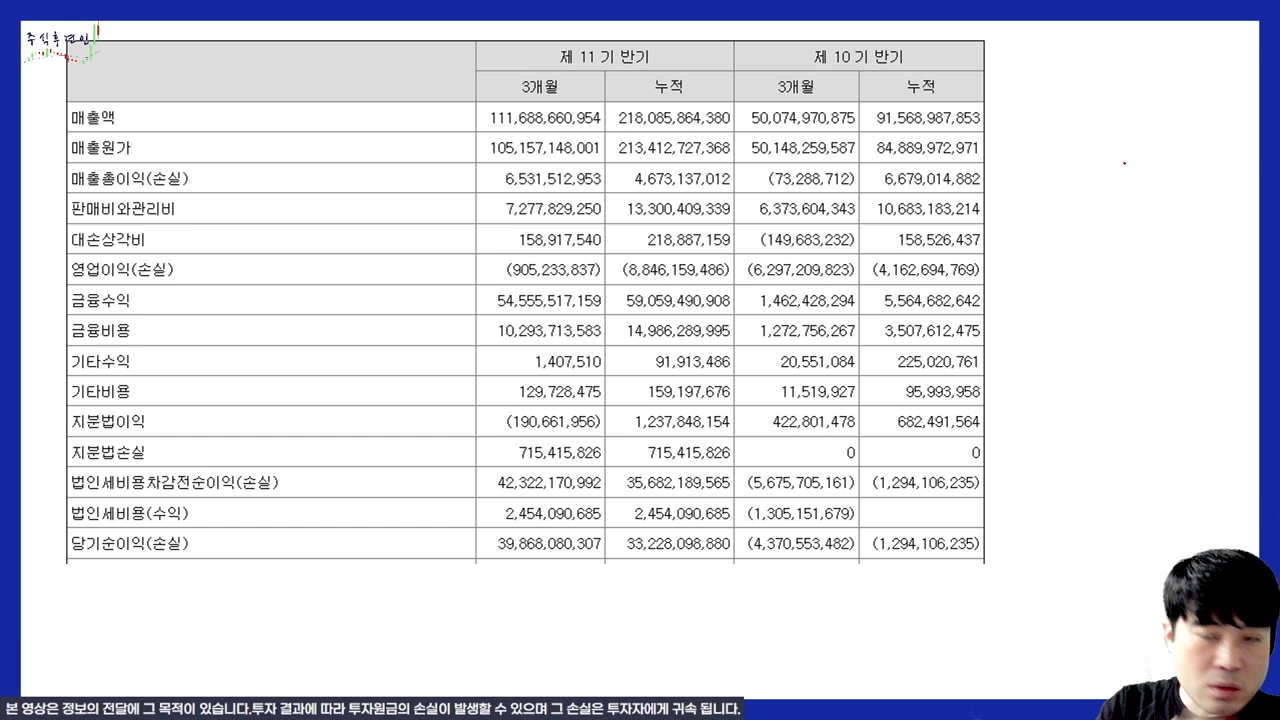 주식후견인
제 11 기 반기 제 10 기 반기
3개월 누적 3개월 누적
매출액 111,688,660,954 218,085,864,380 50,074,970,875 91,568,987,853
매출원가 105,157,148,001 213,412,727,368 50,148,259,587 84,889,972,971
매출총이익(손실) 6,531,512,953 4,673,137,012 (73,288,712) 6,679,014,882
판매비와관리비 7,277,829,250 13,300,409,339 6,373,604,343 10,683,183,214
대손상각비 158,917,540 218,887,159 (149,683,232) 158,526,437
영업이익(손실) (905,233,837) (8,846,159,486) (6,297,209,823) (4,162,694,769)
금융수익 54,555,517,159 59,059,490,908 1,462,428,294 5,564,682,642
금융비용 10,293,713,583 14,986,289,995 1,272,756,267 3,507,612,475
기타수익 1,407,510 91,913,486 20,551,084 225,020,761
기타비용 129,728,475 159,197,676 11,519,927 95,993,958
지분법이익 (190,661,956) 1,237,848,154 422,801,478 682,491,564
지분법손실 715,415,826 715,415,826 0 0
법인세비용차감전순이익(손실) 42,322,170,992 35,682,189,565 (5,675,705,161) (1,294,106,235)
법인세비용(수익) 2,454,090,685 2,454,090,685 (1,305,151,679)
당기순이익(손실) 39,868,080,307 33,228,098,880 (4,370,553,482) (1,294,106,235)
본 영상은 정보의 전달에 그 목적이 있습니다.투자 결과에 따라 투자원금의 손실이 발생할 수 있으며 그 손실은 투자자에게 귀속 됩니다.